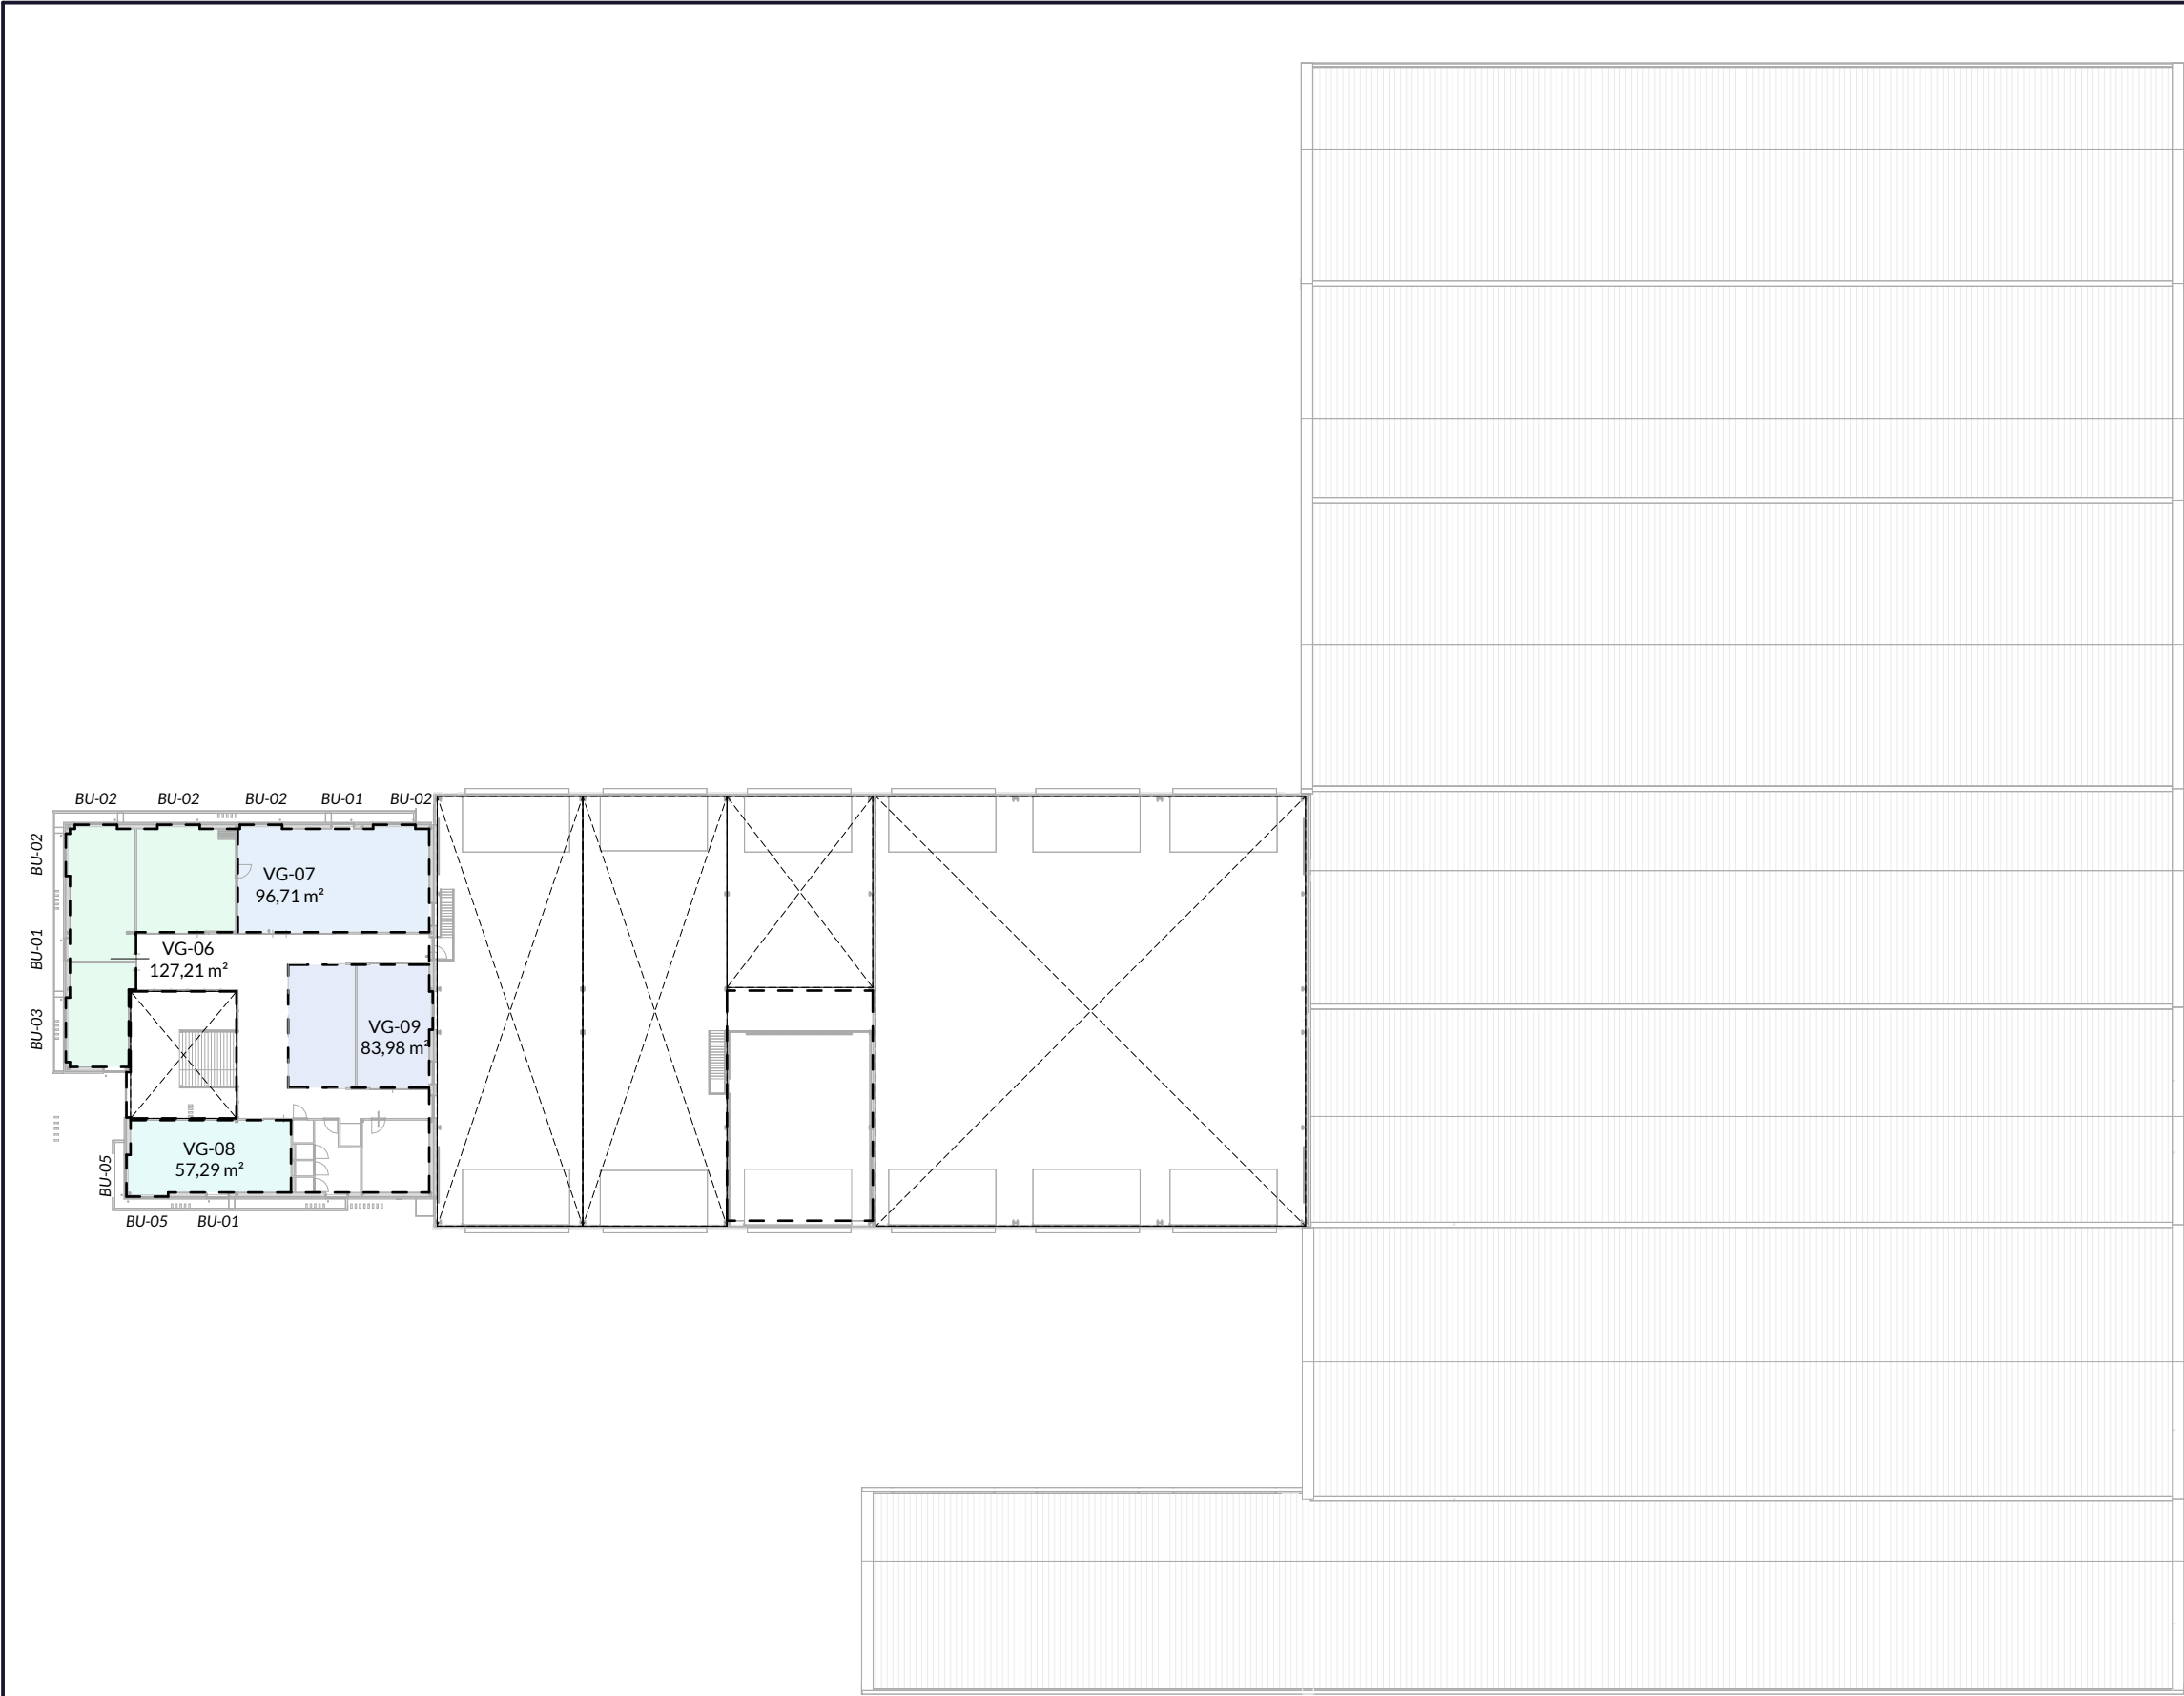 BU-02 BU-02 BU-02 BU-01 BU-02
BU-02
VG-07
96,71 m²
BU-01
VG-06
127,21 m²
BU-03
VG-09
83,98 m²
VG-08
57,29 m²
BU-05
BU-05 BU-01